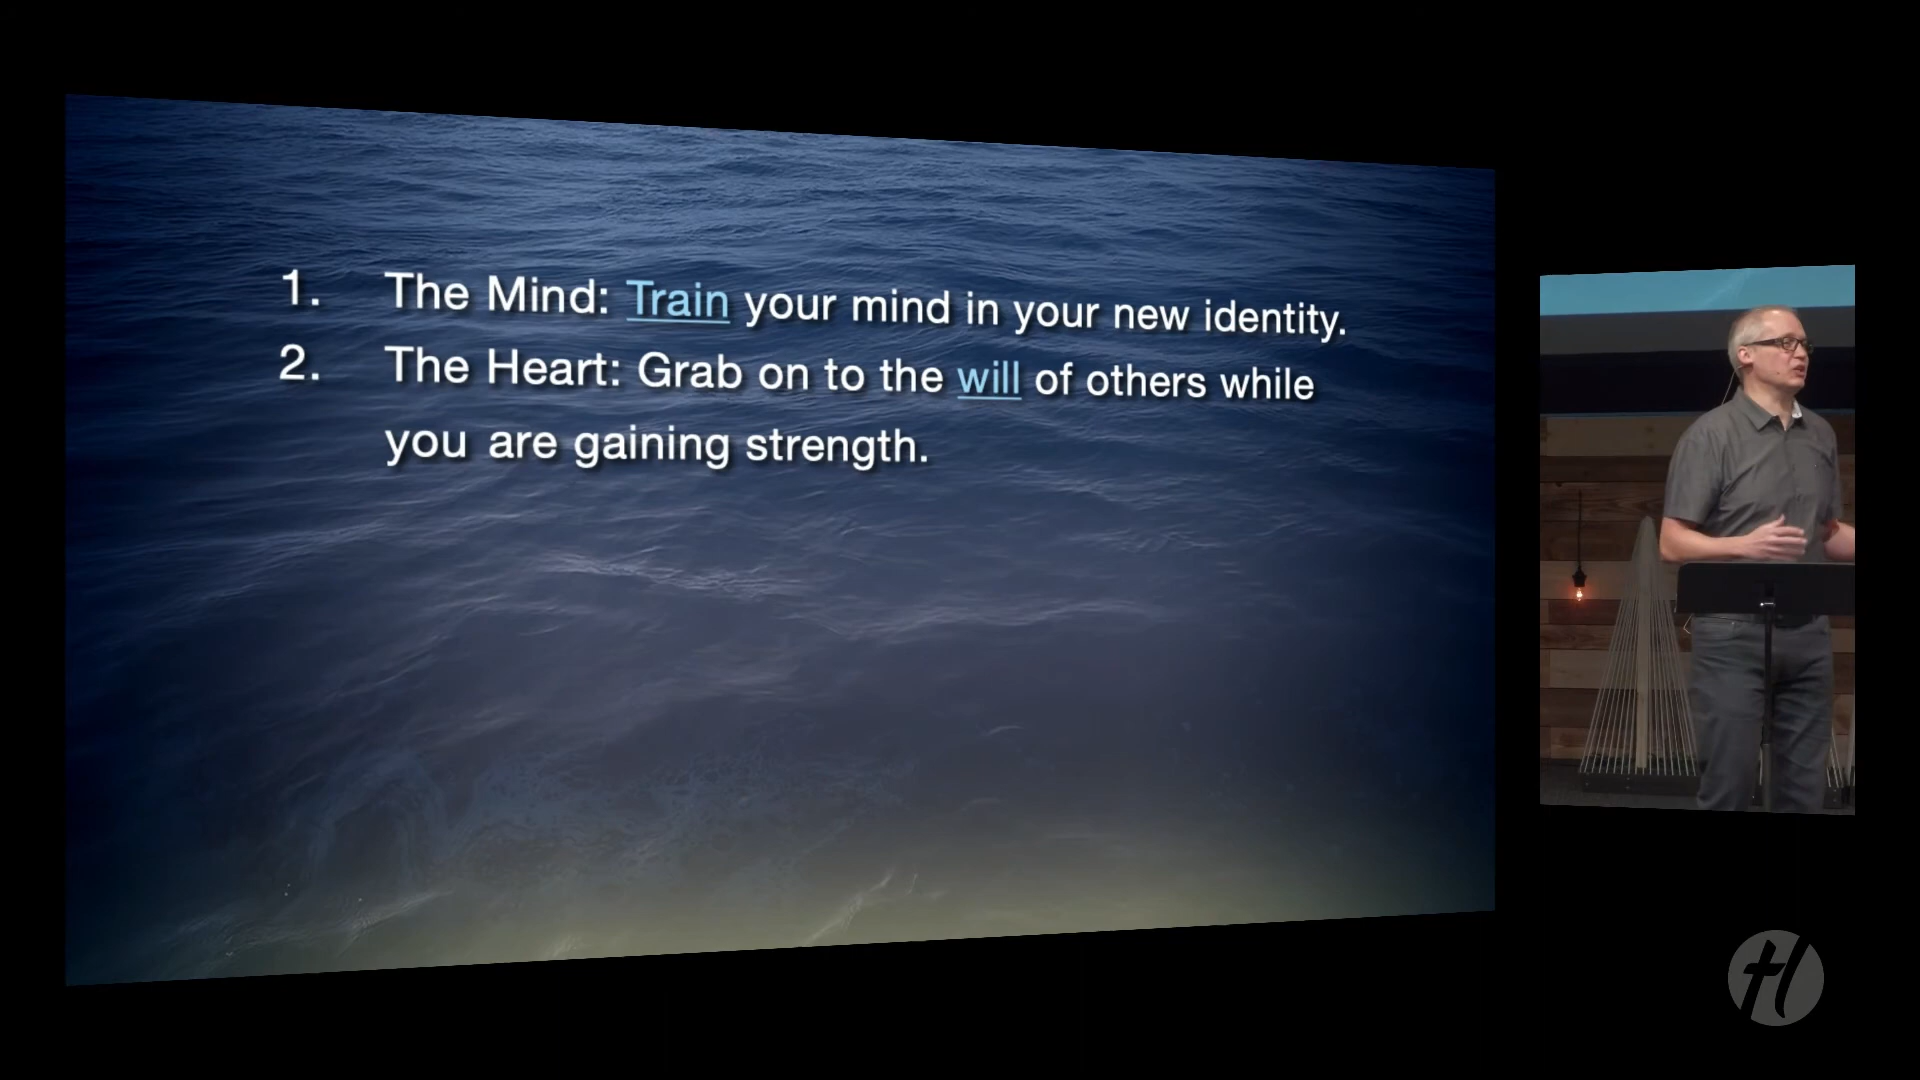 1. The Mind: Train your mind in your new identity.
2. The Heart: Grab on to the will of others while
you are gaining strength.